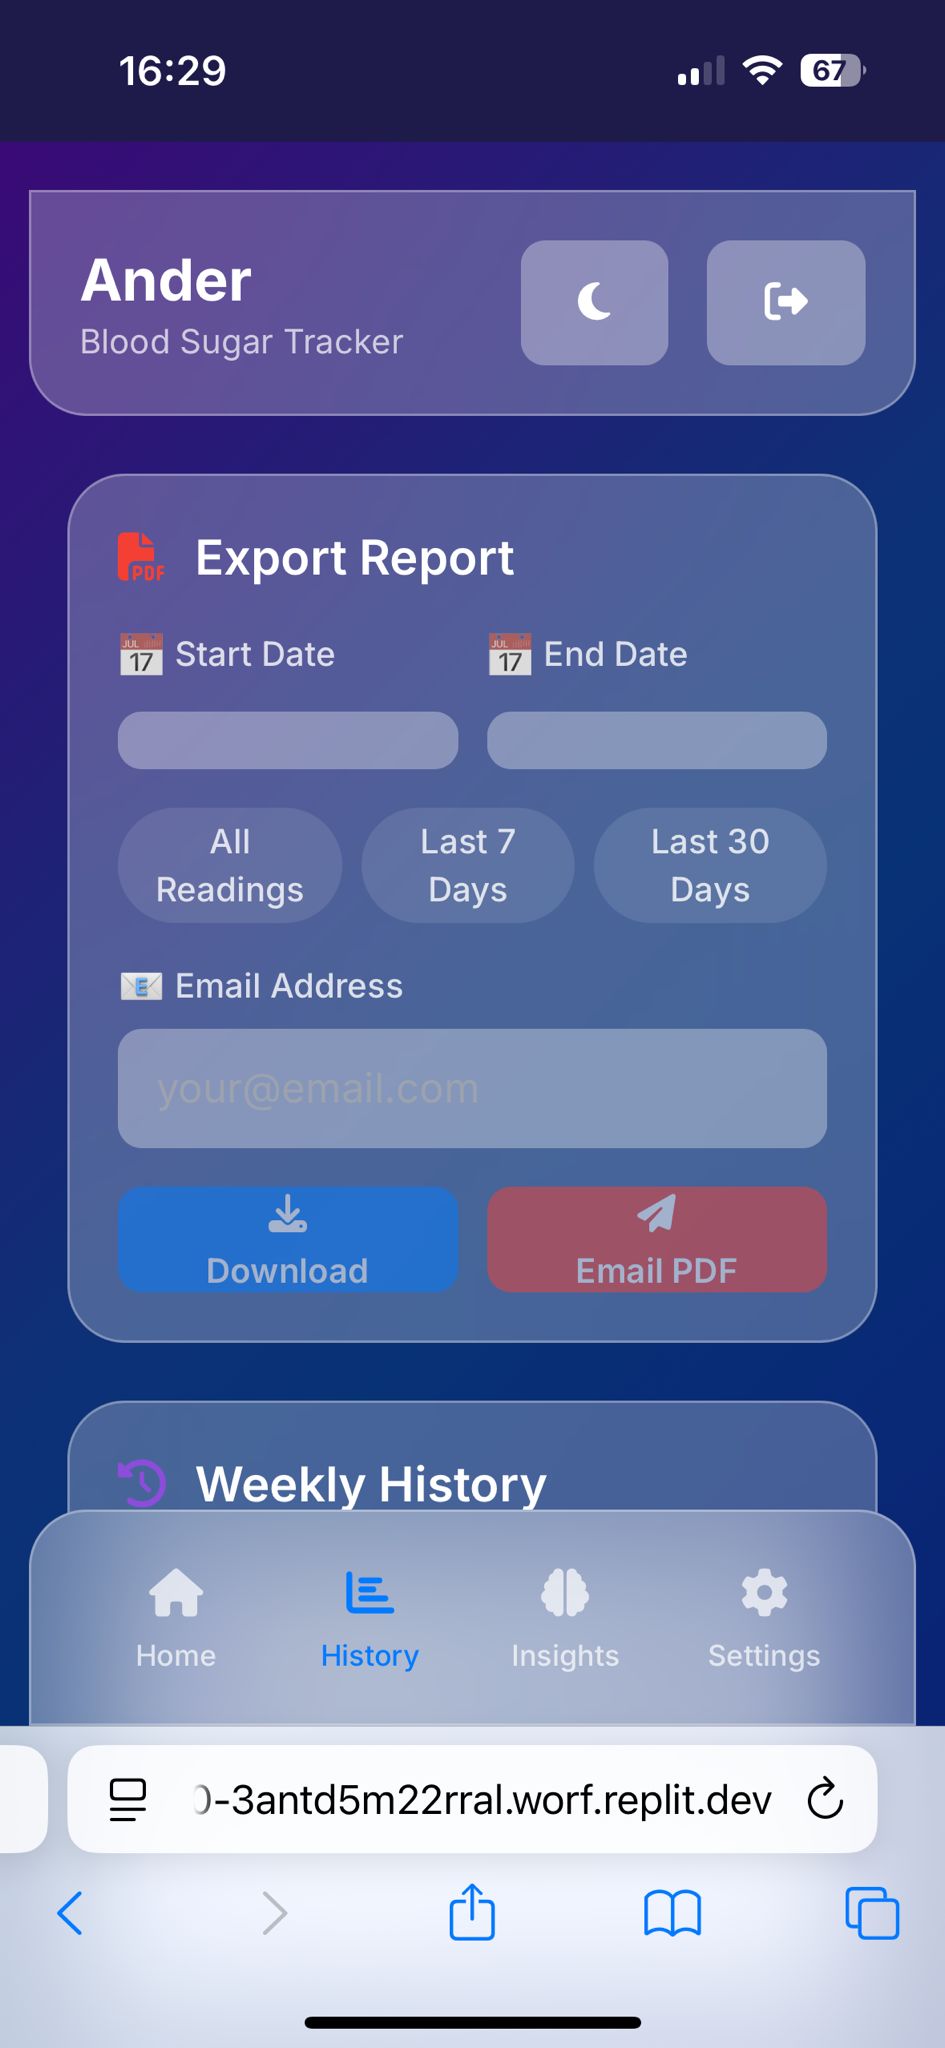 16:29
67
Ander
Blood Sugar Tracker
PDF
Export Report
JUL
17
Start Date
JUL
17
End Date
All
Readings
Last 7
Days
Last 30
Days
E
Email Address
your@email.com
Download
Email PDF
Weekly History
Home
History
Insights
Settings
0-3antd5m22rral.worf.replit.dev